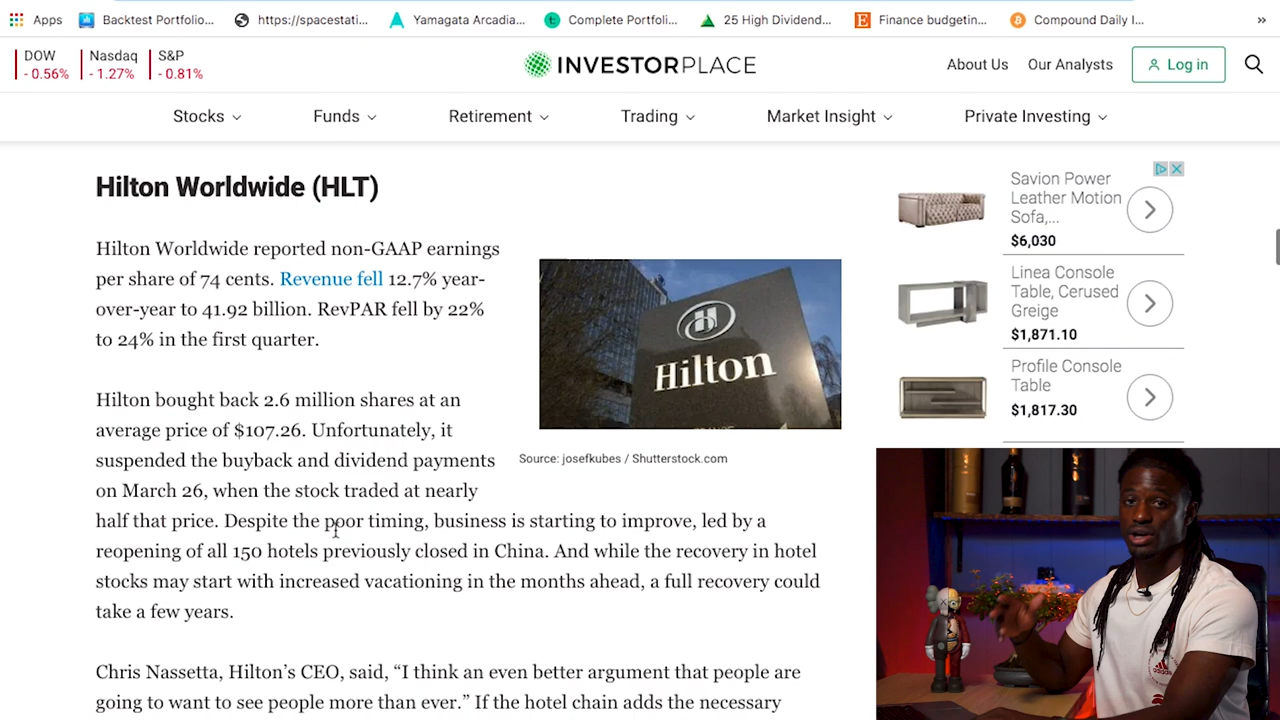 Apps
Backtest Portfolio...
https://spacestati...
Yamagata Arcadia...
Complete Portfoli...
25 High Dividend...
Finance budgetin...
Compound Daily I...
»
DOW
- 0.56%
Nasdaq
- 1.27%
S&P
- 0.81%
INVESTORPLACE
About Us
Our Analysts
Log in
Stocks
Funds
Retirement
Trading
Market Insight
Private Investing
Hilton Worldwide (HLT)
Hilton Worldwide reported non-GAAP earnings
per share of 74 cents. Revenue fell 12.7% year-
over-year to 41.92 billion. RevPAR fell by 22%
to 24% in the first quarter.
Hilton bought back 2.6 million shares at an
average price of $107.26. Unfortunately, it
suspended the buyback and dividend payments
on March 26, when the stock traded at nearly
half that price. Despite the poor timing, business is starting to improve, led by a
reopening of all 150 hotels previously closed in China. And while the recovery in hotel
stocks may start with increased vacationing in the months ahead, a full recovery could
take a few years.
Chris Nassetta, Hilton’s CEO, said, “I think an even better argument that people are
going to want to see people more than ever.” If the hotel chain adds the necessary
H
Hilton
Source: josefkubes / Shutterstock.com
Savion Power
Leather Motion
Sofa,...
$6,030
Linea Console
Table, Cerused
Greige
$1,871.10
Profile Console
Table
$1,817.30
adidas